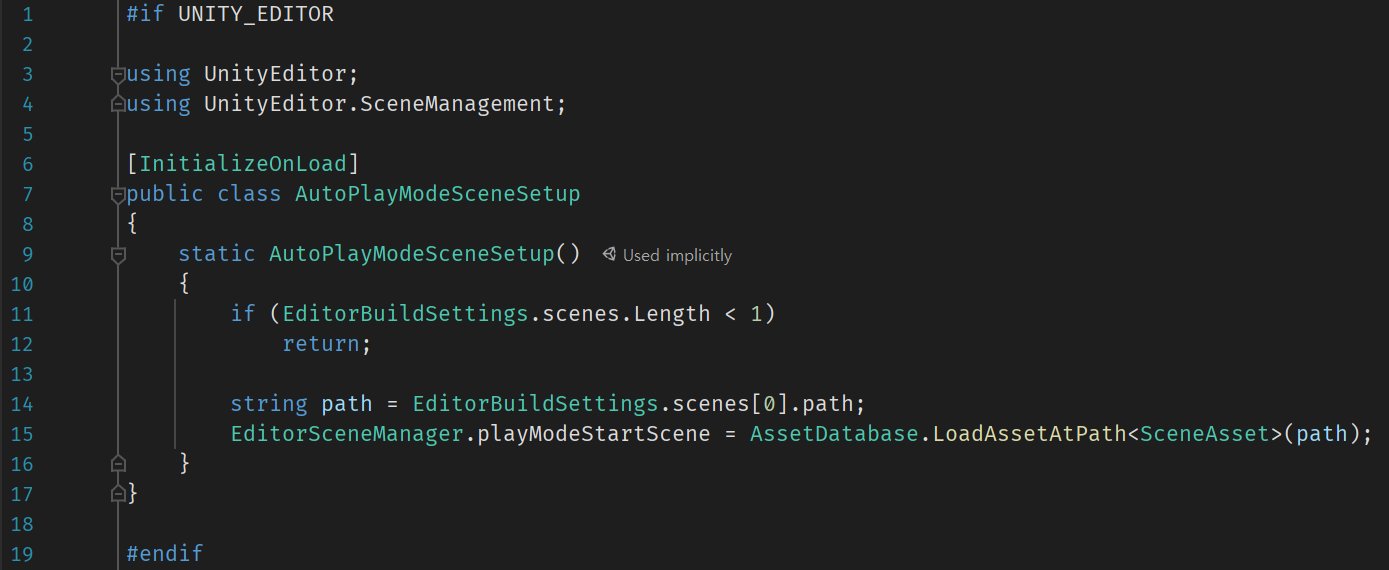 1 #if UNITY_EDITOR
2
3 using UnityEditor;
4 using UnityEditor.SceneManagement;
5
6 [InitializeOnLoad]
7 public class AutoPlayModeSceneSetup
8 {
9     static AutoPlayModeSceneSetup() Used implicitly
10     {
11         if (EditorBuildSettings.scenes.Length < 1)
12             return;
13
14         string path = EditorBuildSettings.scenes[0].path;
15         EditorSceneManager.playModeStartScene = AssetDatabase.LoadAssetAtPath<SceneAsset>(path);
16     }
17 }
18
19 #endif